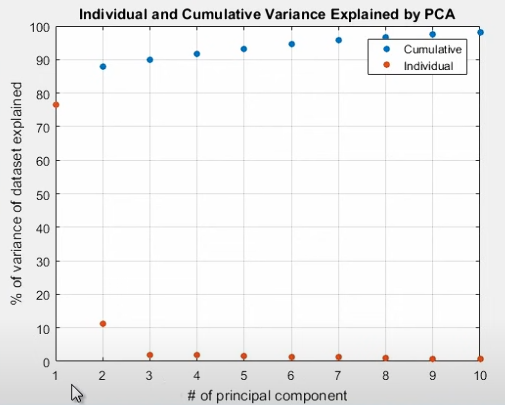 Individual and Cumulative Variance Explained by PCA
% of variance of dataset explained
100
90
80
70
60
50
40
30
20
10
0
Cumulative
Individual
1 2 3 4 5 6 7 8 9 10
# of principal component